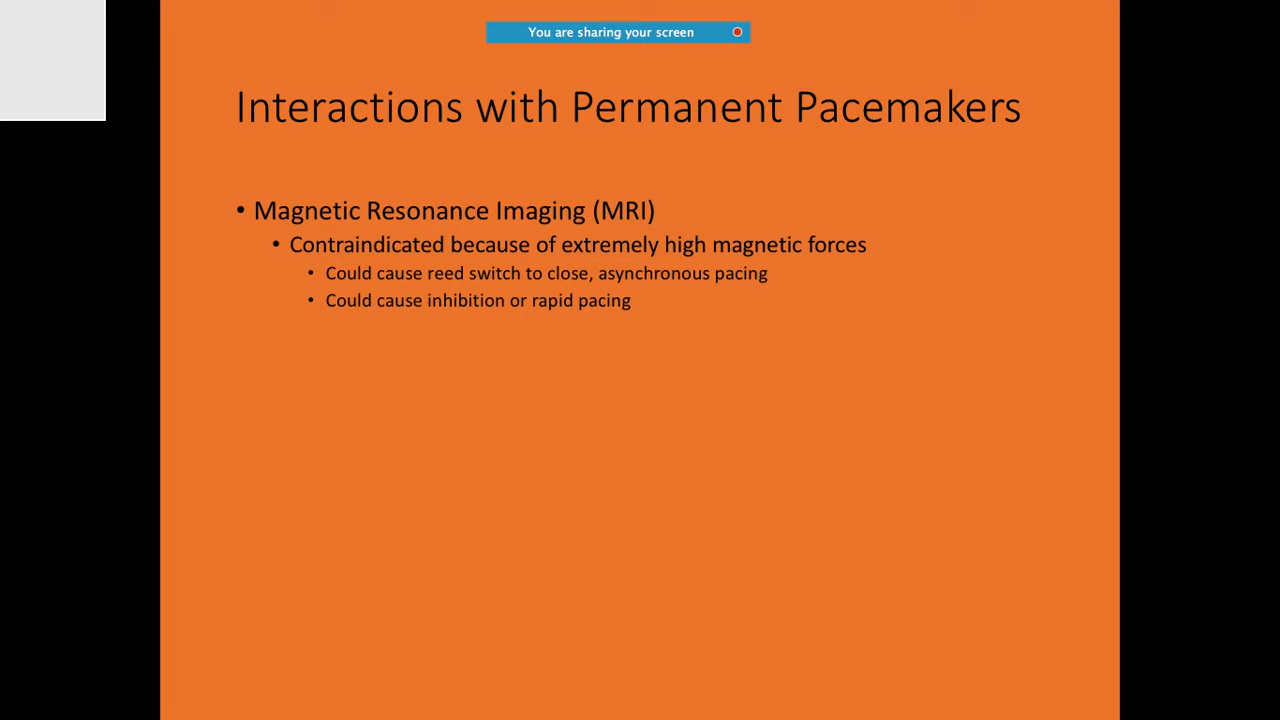 You are sharing your screen
Interactions with Permanent Pacemakers
• Magnetic Resonance Imaging (MRI)
• Contraindicated because of extremely high magnetic forces
• Could cause reed switch to close, asynchronous pacing
• Could cause inhibition or rapid pacing